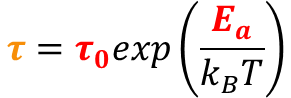 τ = τ₀exp(Eₐ / k_B T)